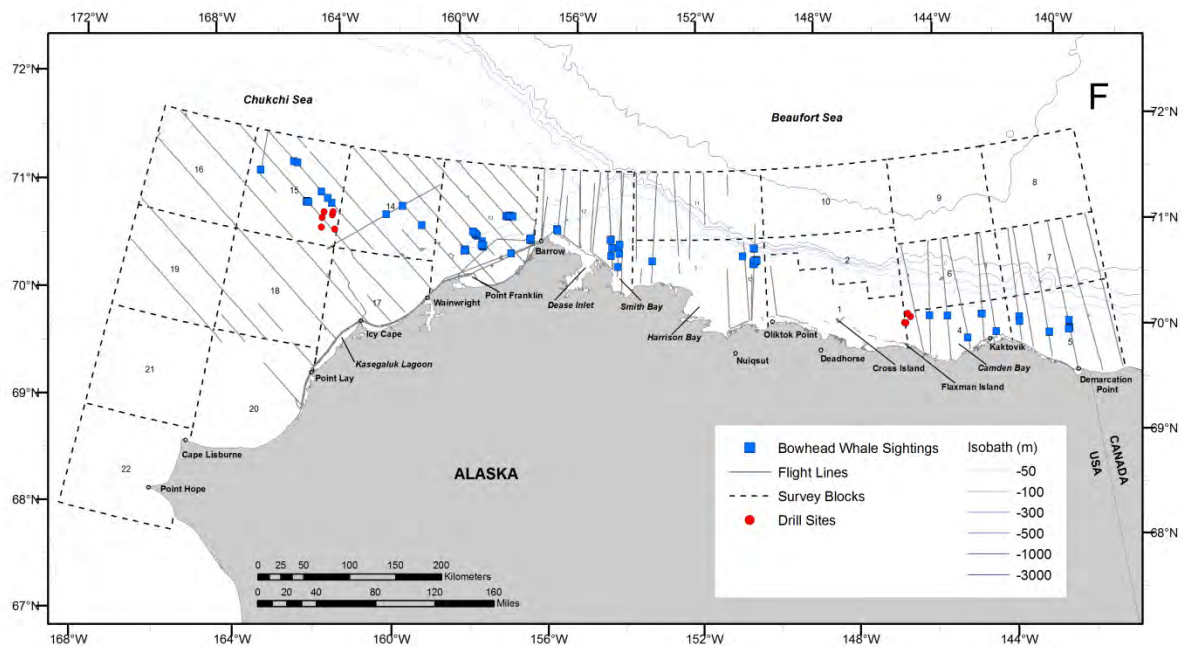 172°W 168°W 164°W 160°W 156°W 152°W 148°W 144°W 140°W
72°N
72°N
Chukchi Sea
Beaufort Sea
F
71°N
71°N
16
15
14
13
12
11
10
9
8
19
18
17
Barrow
Point Franklin
Wainwright
Icy Cape
Kasegaluk Lagoon
Point Lay
Dease Inlet
Smith Bay
Harrison Bay
Oliktok Point
Nuiqsut
Deadhorse
Cross Island
Flaxman Island
Camden Bay
Kaktovik
Demarcation Point
2
6
7
1
4
5
70°N
70°N
21
20
22
Cape Lisburne
Point Hope
69°N
69°N
68°N
68°N
67°N
67°N
ALASKA
CANADA
USA
Bowhead Whale Sightings
Flight Lines
Survey Blocks
Drill Sites
Isobath (m)
-50
-100
-300
-500
-1000
-3000
0 25 50 100 150 200
Kilometers
0 20 40 80 120 160
Miles
168°W 164°W 160°W 156°W 152°W 148°W 144°W